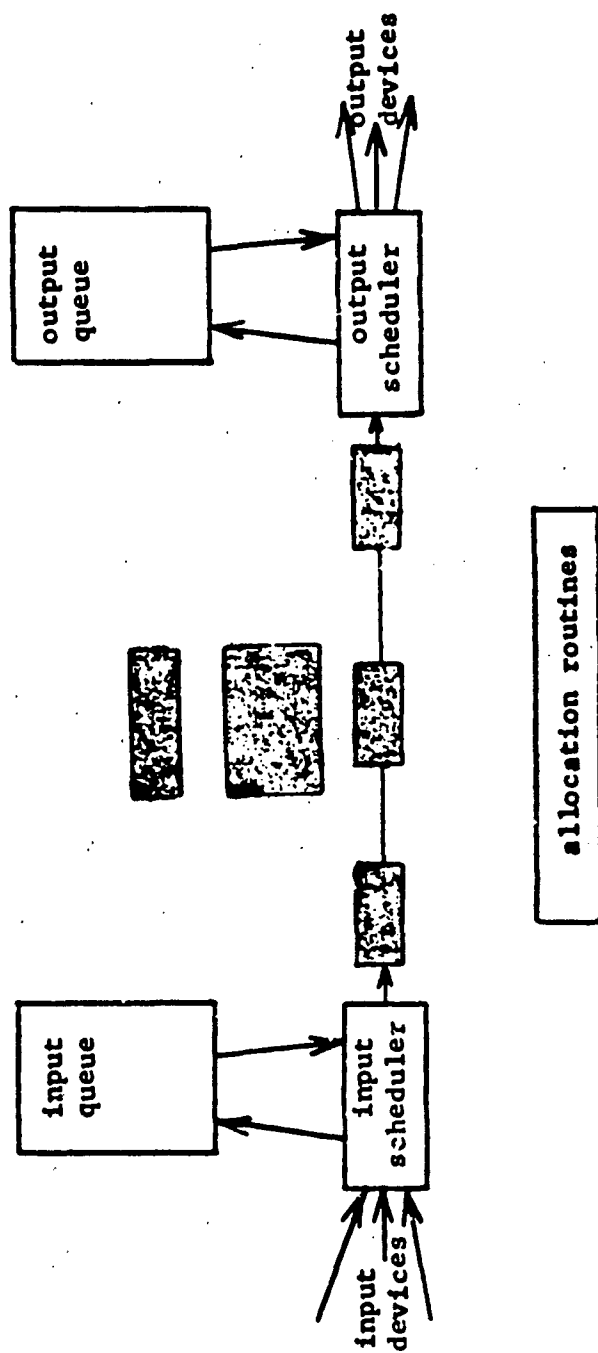 input
queue
output
queue
input
devices
input
scheduler
output
scheduler
output
devices
allocation routines